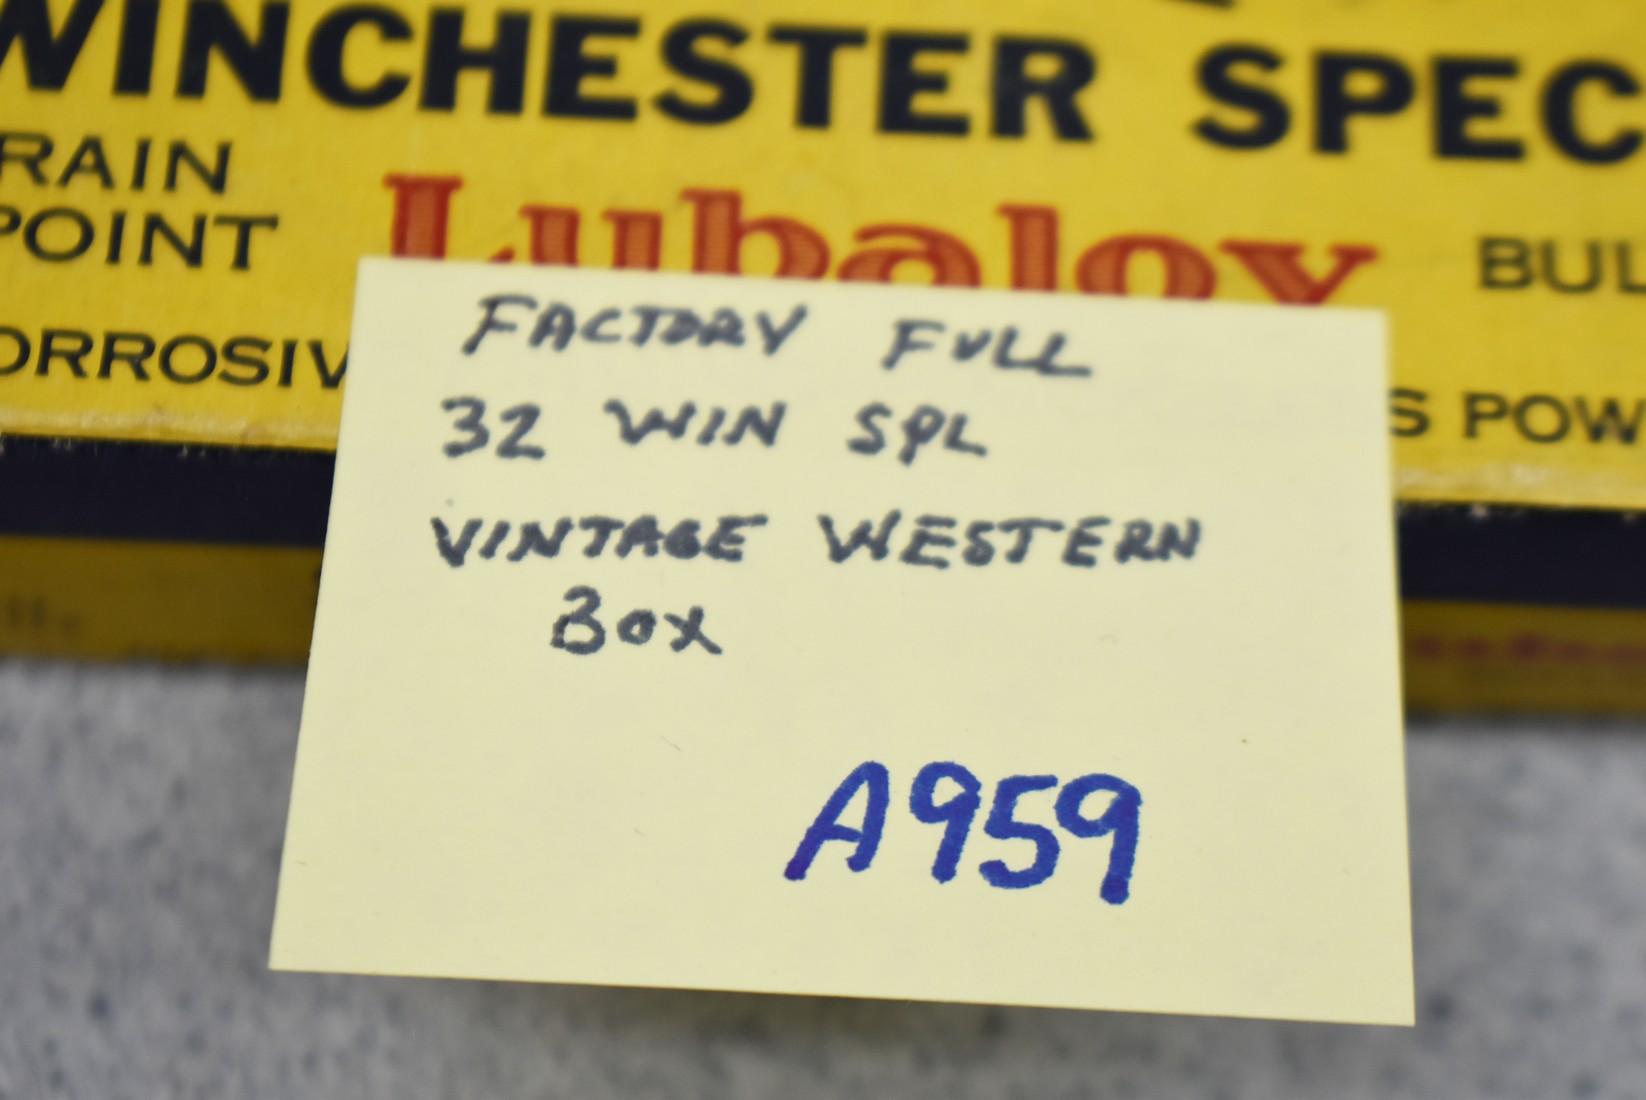 WINCHESTER SPEC
RAIN
POINT
Lubaloy
BUL
ORROSIV
S POW
FACTORY FULL
32 WIN SPL
VINTAGE WESTERN
BOX
A959